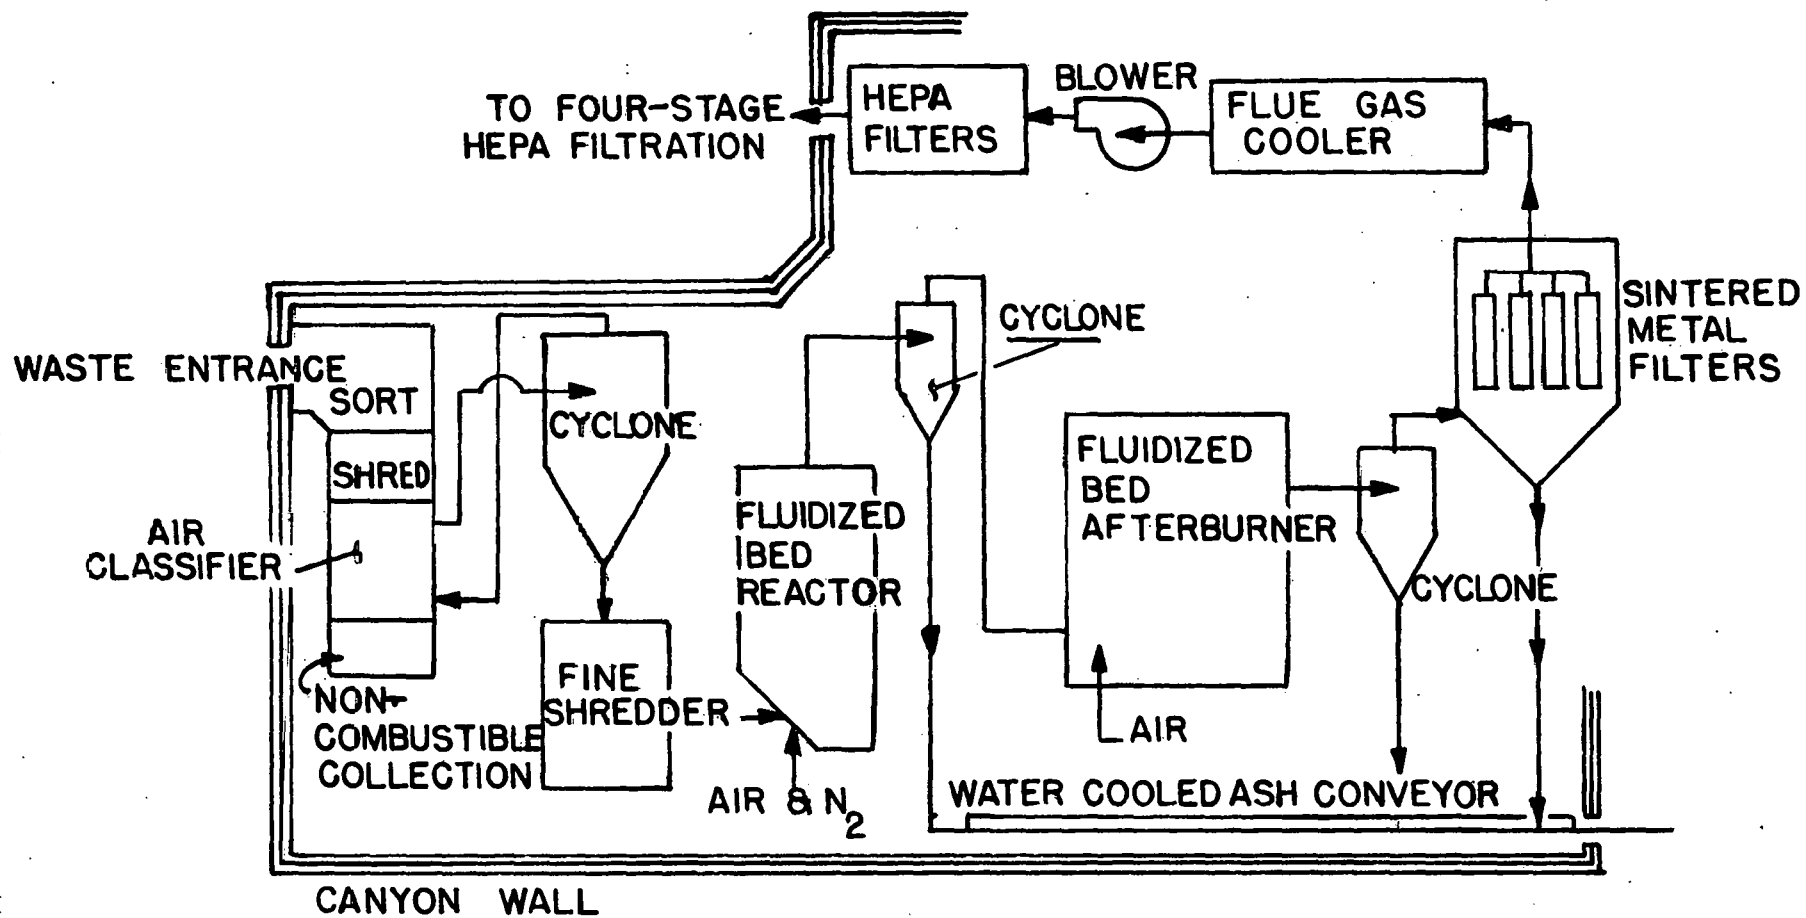 BLOWER
HEPA
FILTERS
FLUE GAS
COOLER
TO FOUR-STAGE
HEPA FILTRATION
SINTERED
METAL
FILTERS
CYCLONE
WASTE ENTRANCE
SORT
CYCLONE
SHRED
AIR
CLASSIFIER
FLUIDIZED
BED
REACTOR
FLUIDIZED
BED
AFTERBURNER
CYCLONE
FINE
SHREDDER
NON-
COMBUSTIBLE
COLLECTION
AIR
AIR & N2
WATER COOLED ASH CONVEYOR
CANYON WALL